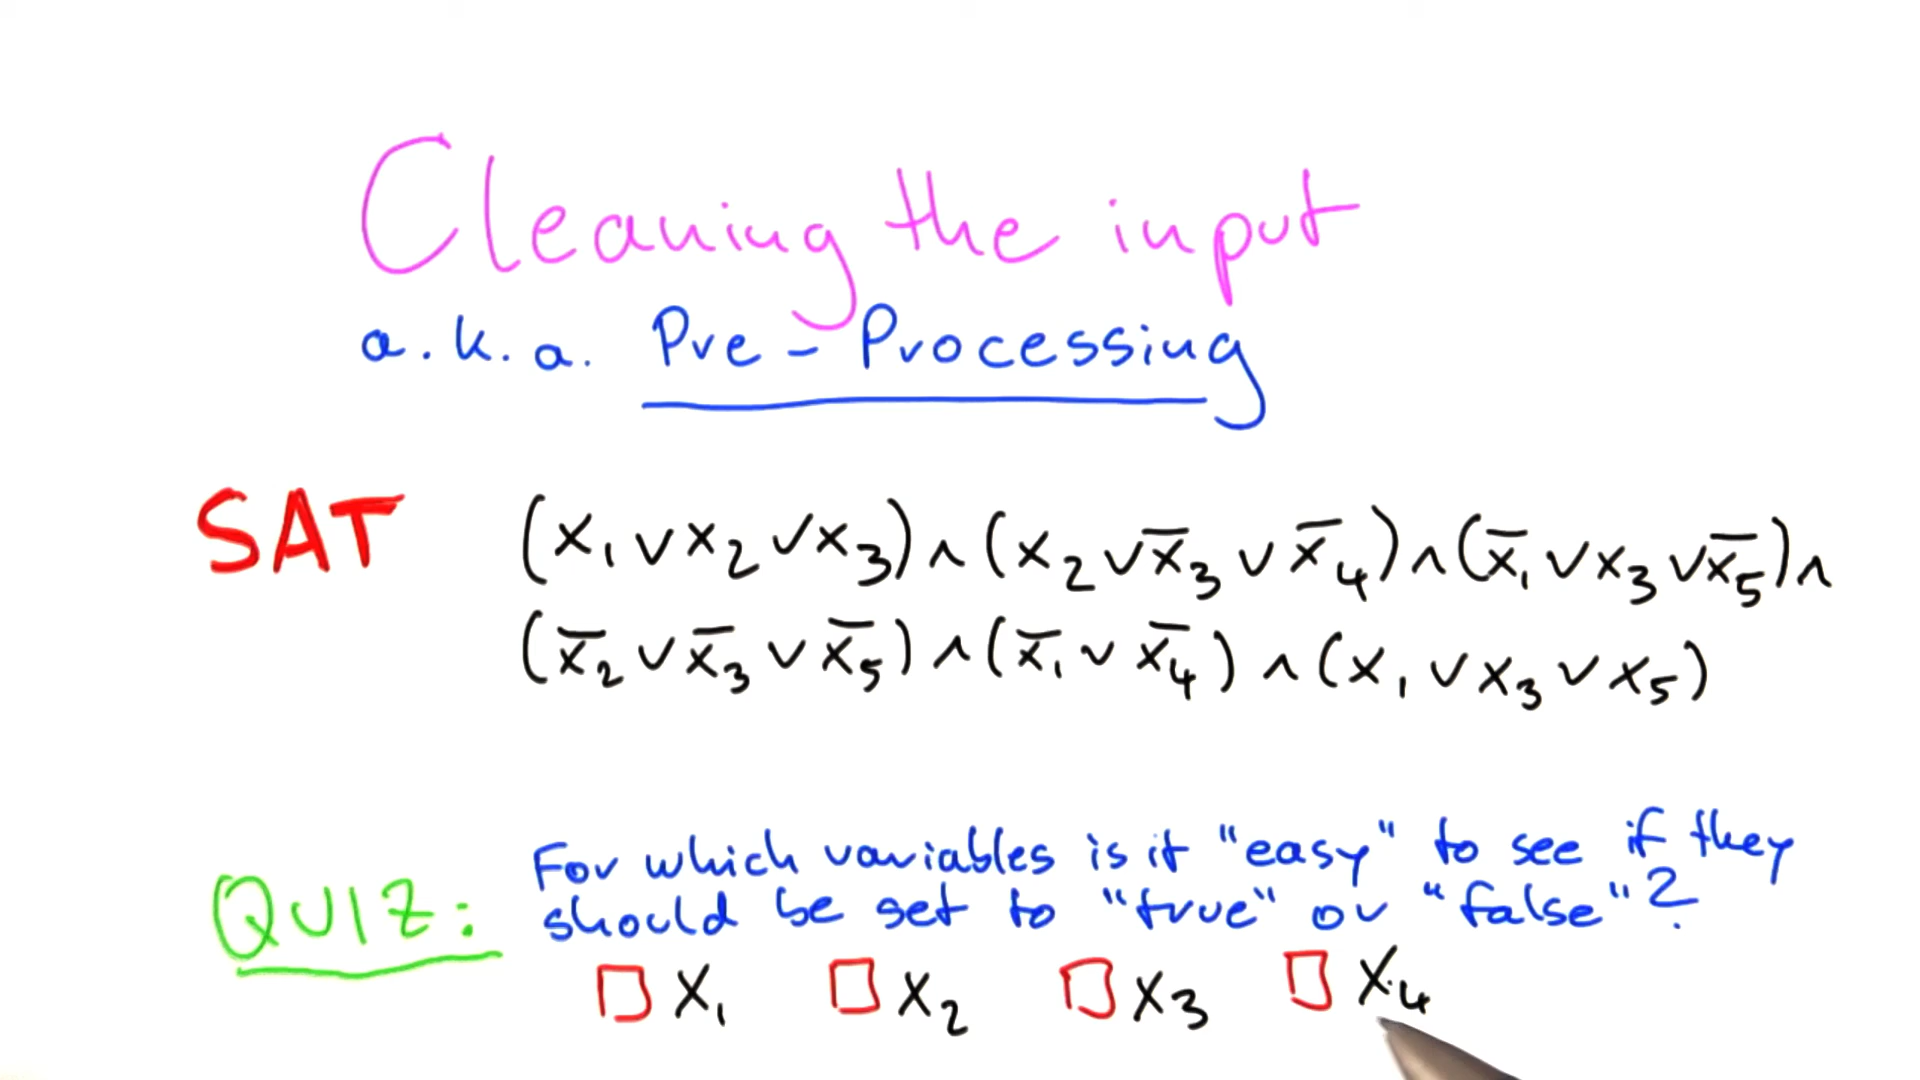 Cleaning the input
a.k.a. Pre-Processing
SAT (x₁ ∨ x₂ ∨ x₃) ∧ (x₂ ∨ x̅₃ ∨ x̅₄) ∧ (x̅₁ ∨ x₃ ∨ x̅₅) ∧
(x̅₂ ∨ x̅₃ ∨ x̅₅) ∧ (x̅₁ ∨ x̅₄) ∧ (x₁ ∨ x₃ ∨ x₅)
QUIZ: For which variables is it "easy" to see if they
should be set to "true" or "false"?
☐ x₁ ☐ x₂ ☐ x₃ ☐ x₄